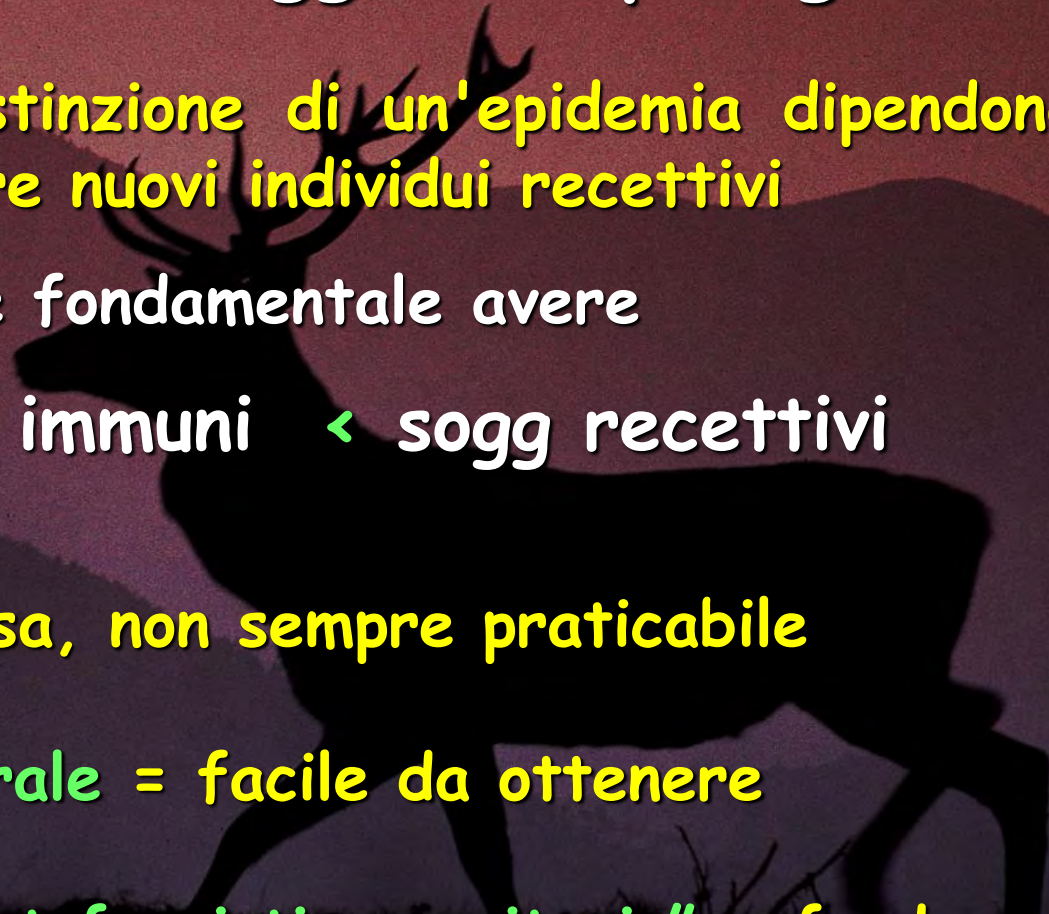 stinzione di un'epidemia dipendon
re nuovi individui recettivi
è fondamentale avere
immuni < sogg recettivi
sa, non sempre praticabile
rale = facile da ottenere